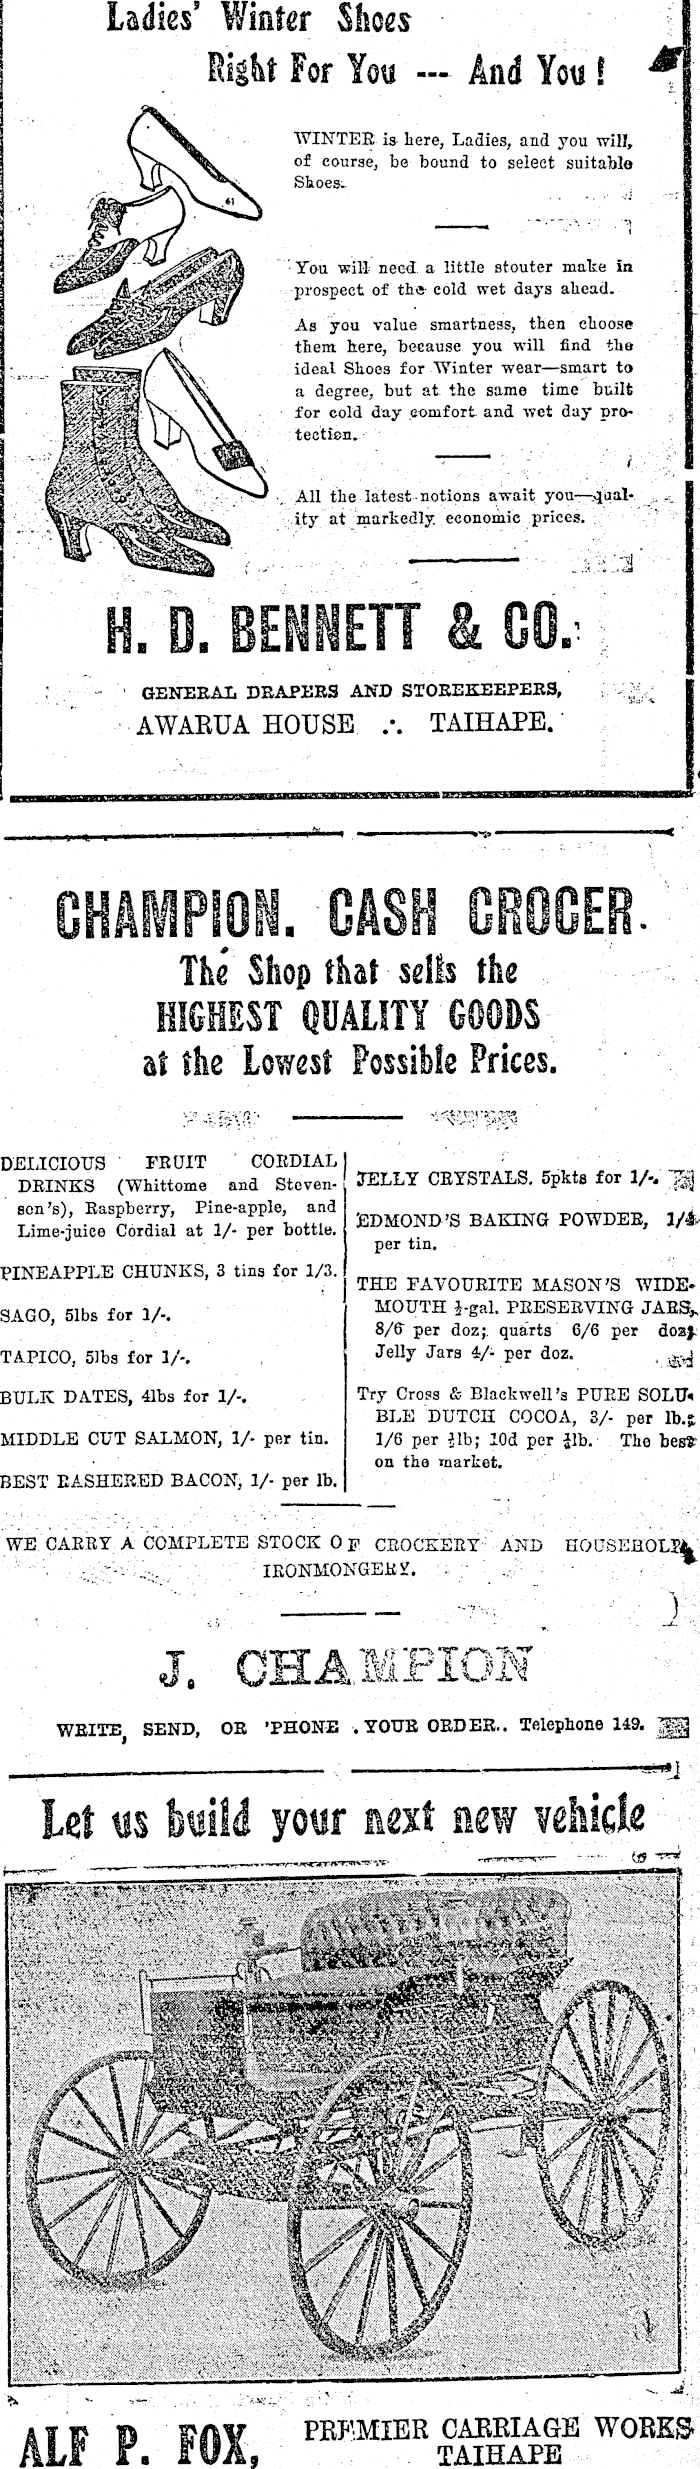 Ladies' Winter Shoes
Right For You --- And You!
WINTER is here, Ladies, and you will,
of course, be bound to select suitable
Shoes.
You will need a little stouter make in
prospect of the cold wet days ahead.
As you value smartness, then choose
them here, because you will find the
ideal Shoes for Winter wear—smart to
a degree, but at the same time built
for cold day comfort and wet day pro-
tection.
All the latest notions await you—qual-
ity at markedly economic prices.
H. D. BENNETT & CO.
GENERAL DRAPERS AND STOREKEEPERS,
AWARUA HOUSE ∴ TAIHAPE.
CHAMPION. CASH GROCER.
The Shop that sells the
HIGHEST QUALITY GOODS
at the Lowest Possible Prices.
DELICIOUS FRUIT CORDIAL
DRINKS (Whittome and Steven-
son's), Raspberry, Pine-apple, and
Lime-juice Cordial at 1/- per bottle.
PINEAPPLE CHUNKS, 3 tins for 1/3.
SAGO, 5lbs for 1/-.
TAPICO, 5lbs for 1/-.
BULK DATES, 4lbs for 1/-.
MIDDLE CUT SALMON, 1/- per tin.
BEST RASHERED BACON, 1/- per lb.
JELLY CRYSTALS. 5pkts for 1/-.
EDMOND'S BAKING POWDER, 1/4
per tin.
THE FAVOURITE MASON'S WIDE-
MOUTH ½-gal. PRESERVING JARS,
8/6 per doz; quarts 6/6 per doz;
Jelly Jars 4/- per doz.
Try Cross & Blackwell's PURE SOLU-
BLE DUTCH COCOA, 3/- per lb.;
1/6 per ½lb; 10d per ¼lb. The best
on the market.
WE CARRY A COMPLETE STOCK OF CROCKERY AND HOUSEHOLD
IRONMONGERY.
J. CHAMPION
WRITE, SEND, OR 'PHONE . YOUR ORDER.. Telephone 149.
Let us build your next new vehicle
ALF P. FOX,
PREMIER CARRIAGE WORKS
TAIHAPE